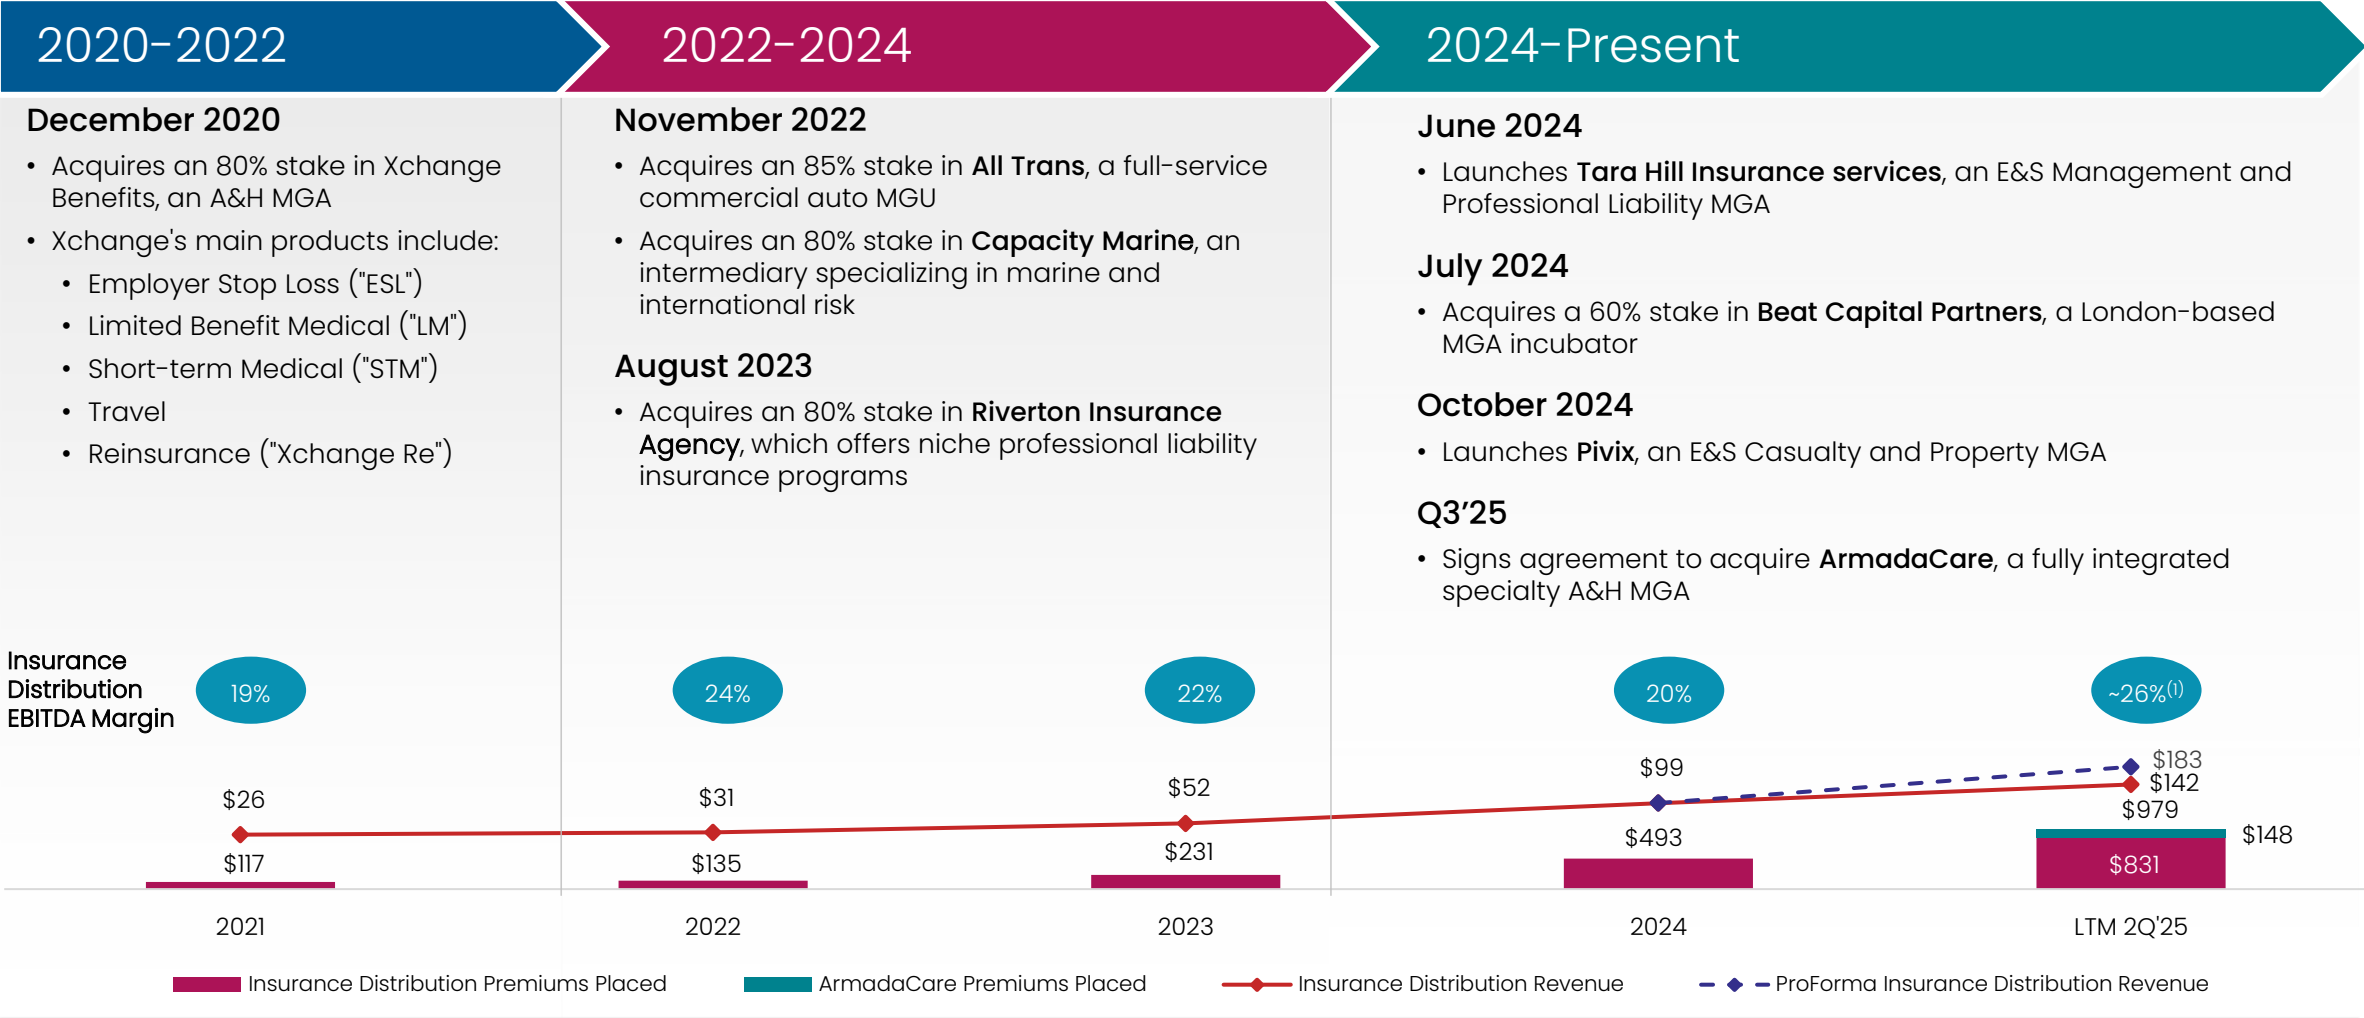 2020-2022
2022-2024
2024-Present
December 2020
• Acquires an 80% stake in Xchange
Benefits, an A&H MGA
• Xchange's main products include:
• Employer Stop Loss ("ESL")
• Limited Benefit Medical ("LM")
• Short-term Medical ("STM")
• Travel
• Reinsurance ("Xchange Re")
November 2022
• Acquires an 85% stake in All Trans, a full-service
commercial auto MGU
• Acquires an 80% stake in Capacity Marine, an
intermediary specializing in marine and
international risk
August 2023
• Acquires an 80% stake in Riverton Insurance
Agency, which offers niche professional liability
insurance programs
June 2024
• Launches Tara Hill Insurance services, an E&S Management and
Professional Liability MGA
July 2024
• Acquires a 60% stake in Beat Capital Partners, a London-based
MGA incubator
October 2024
• Launches Pivix, an E&S Casualty and Property MGA
Q3’25
• Signs agreement to acquire ArmadaCare, a fully integrated
specialty A&H MGA
Insurance
Distribution
EBITDA Margin
19%
24%
22%
20%
~26%(1)
$26
$31
$52
$99
$183
$142
$117
$135
$231
$493
$979
$148
$831
2021
2022
2023
2024
LTM 2Q'25
Insurance Distribution Premiums Placed
ArmadaCare Premiums Placed
Insurance Distribution Revenue
ProForma Insurance Distribution Revenue